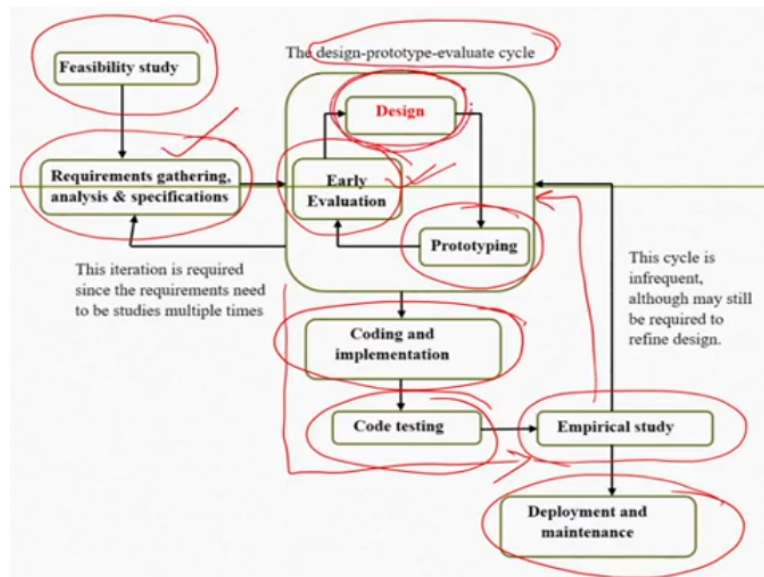 The design-prototype-evaluate cycle
Feasibility study
Design
Requirements gathering,
analysis & specifications
Early
Evaluation
Prototyping
This iteration is required
since the requirements need
to be studies multiple times
This cycle is
infrequent,
although may still
be required to
refine design.
Coding and
implementation
Code testing
Empirical study
Deployment and
maintenance